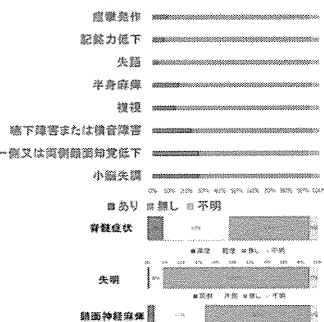 痙攣発作
記銘力低下
失語
半身麻痺
複視
嚥下障害または構音障害
一側又は両側顔面知覚低下
小脳失調
0% 10% 20% 30% 40% 50% 60% 70% 80% 90% 100%
あり 無し 不明
脊髄症状
重度 軽度 無し 不明
失明
両側 片側 無し 不明
顔面神経麻痺